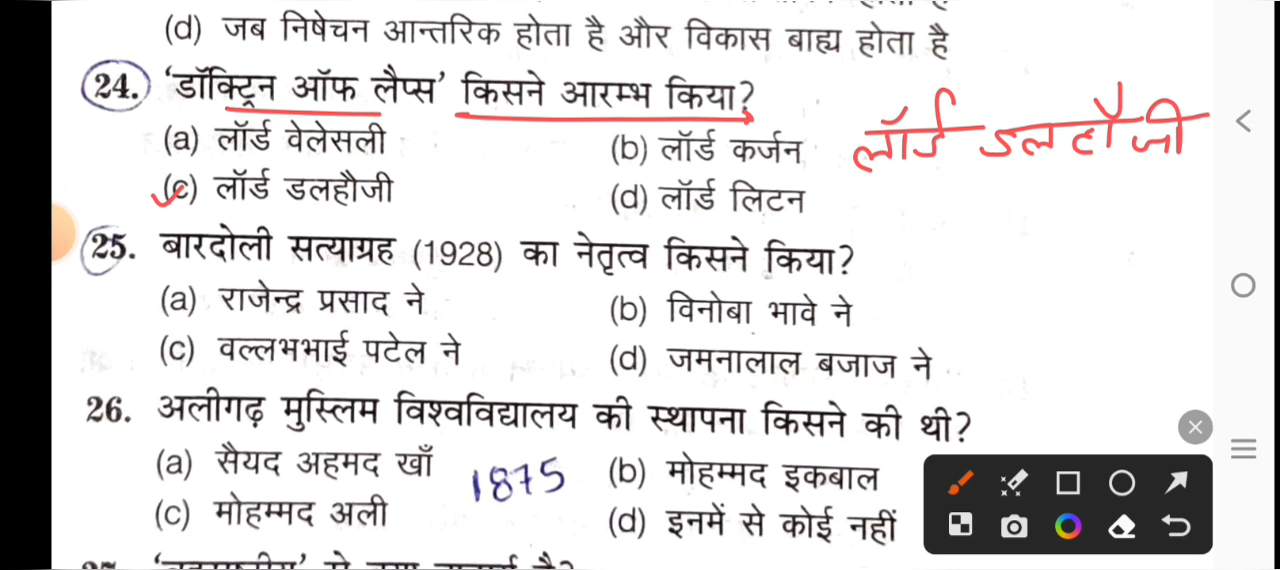 (d) जब निषेचन आन्तरिक होता है और विकास बाह्य होता है
24. 'डॉक्ट्रिन ऑफ लैप्स' किसने आरम्भ किया?
(a) लॉर्ड वेलेसली (b) लॉर्ड कर्जन
लॉर्ड डलहौजी
(c) लॉर्ड डलहौजी (d) लॉर्ड लिटन
25. बारदोली सत्याग्रह (1928) का नेतृत्व किसने किया?
(a) राजेन्द्र प्रसाद ने (b) विनोबा भावे ने
(c) वल्लभभाई पटेल ने (d) जमनालाल बजाज ने
26. अलीगढ़ मुस्लिम विश्वविद्यालय की स्थापना किसने की थी?
(a) सैयद अहमद खाँ 1875 (b) मोहम्मद इकबाल
(c) मोहम्मद अली (d) इनमें से कोई नहीं